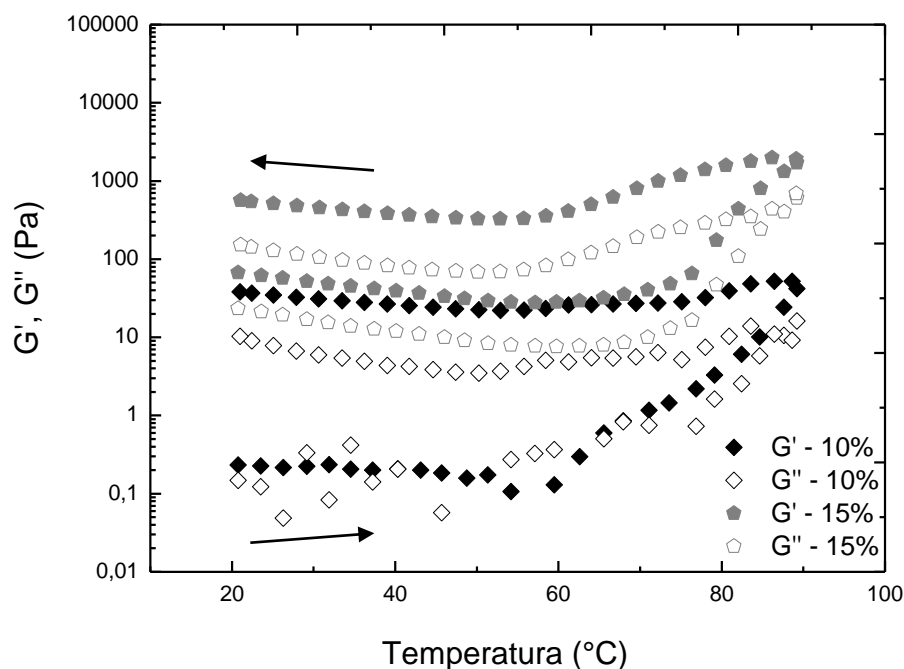 100000
10000
1000
100
10
1
0,1
0,01
G', G'' (Pa)
20 40 60 80 100
Temperatura (°C)
G' - 10%
G'' - 10%
G' - 15%
G'' - 15%